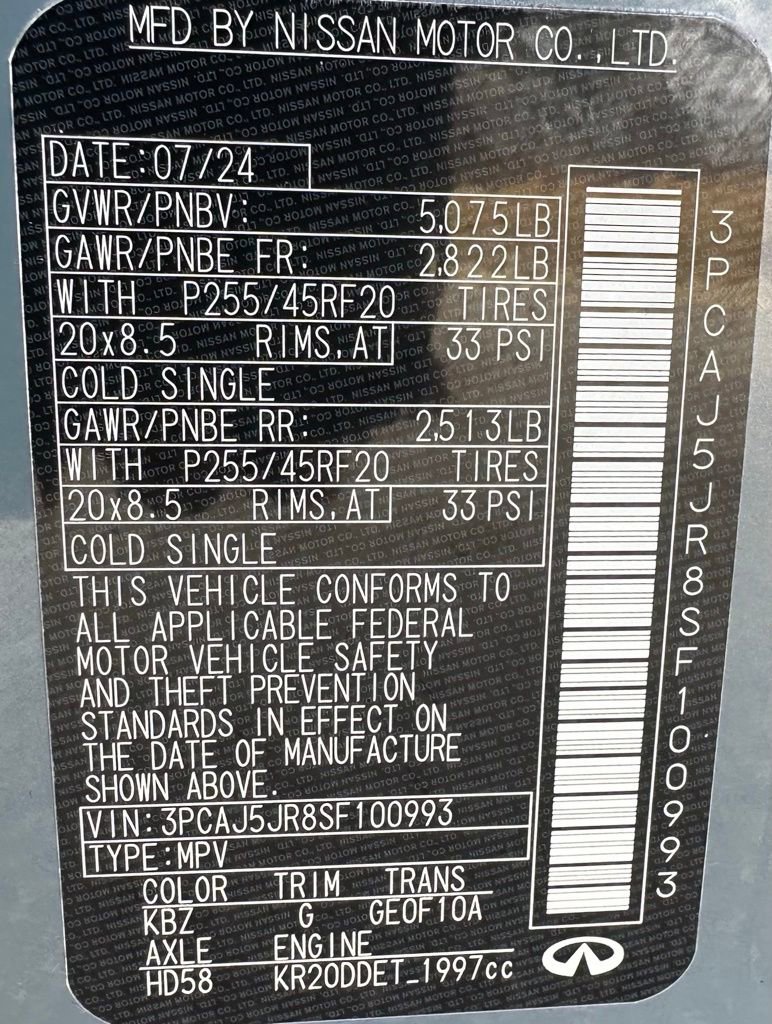 MFD BY NISSAN MOTOR CO.,LTD.
DATE:07/24
GVWR/PNBV: 5,075LB
GAWR/PNBE FR: 2,822LB
WITH P255/45RF20 TIRES
20x8.5 RIMS,AT 33 PSI
COLD SINGLE
GAWR/PNBE RR: 2,513LB
WITH P255/45RF20 TIRES
20x8.5 RIMS,AT 33 PSI
COLD SINGLE
THIS VEHICLE CONFORMS TO
ALL APPLICABLE FEDERAL
MOTOR VEHICLE SAFETY
AND THEFT PREVENTION
STANDARDS IN EFFECT ON
THE DATE OF MANUFACTURE
SHOWN ABOVE.
VIN:3PCAJ5JR8SF100993
TYPE:MPV
COLOR TRIM TRANS
KBZ G GE0F10A
AXLE ENGINE
HD58 KR20DDET_1997cc
3PCAJ5JR8SF100993